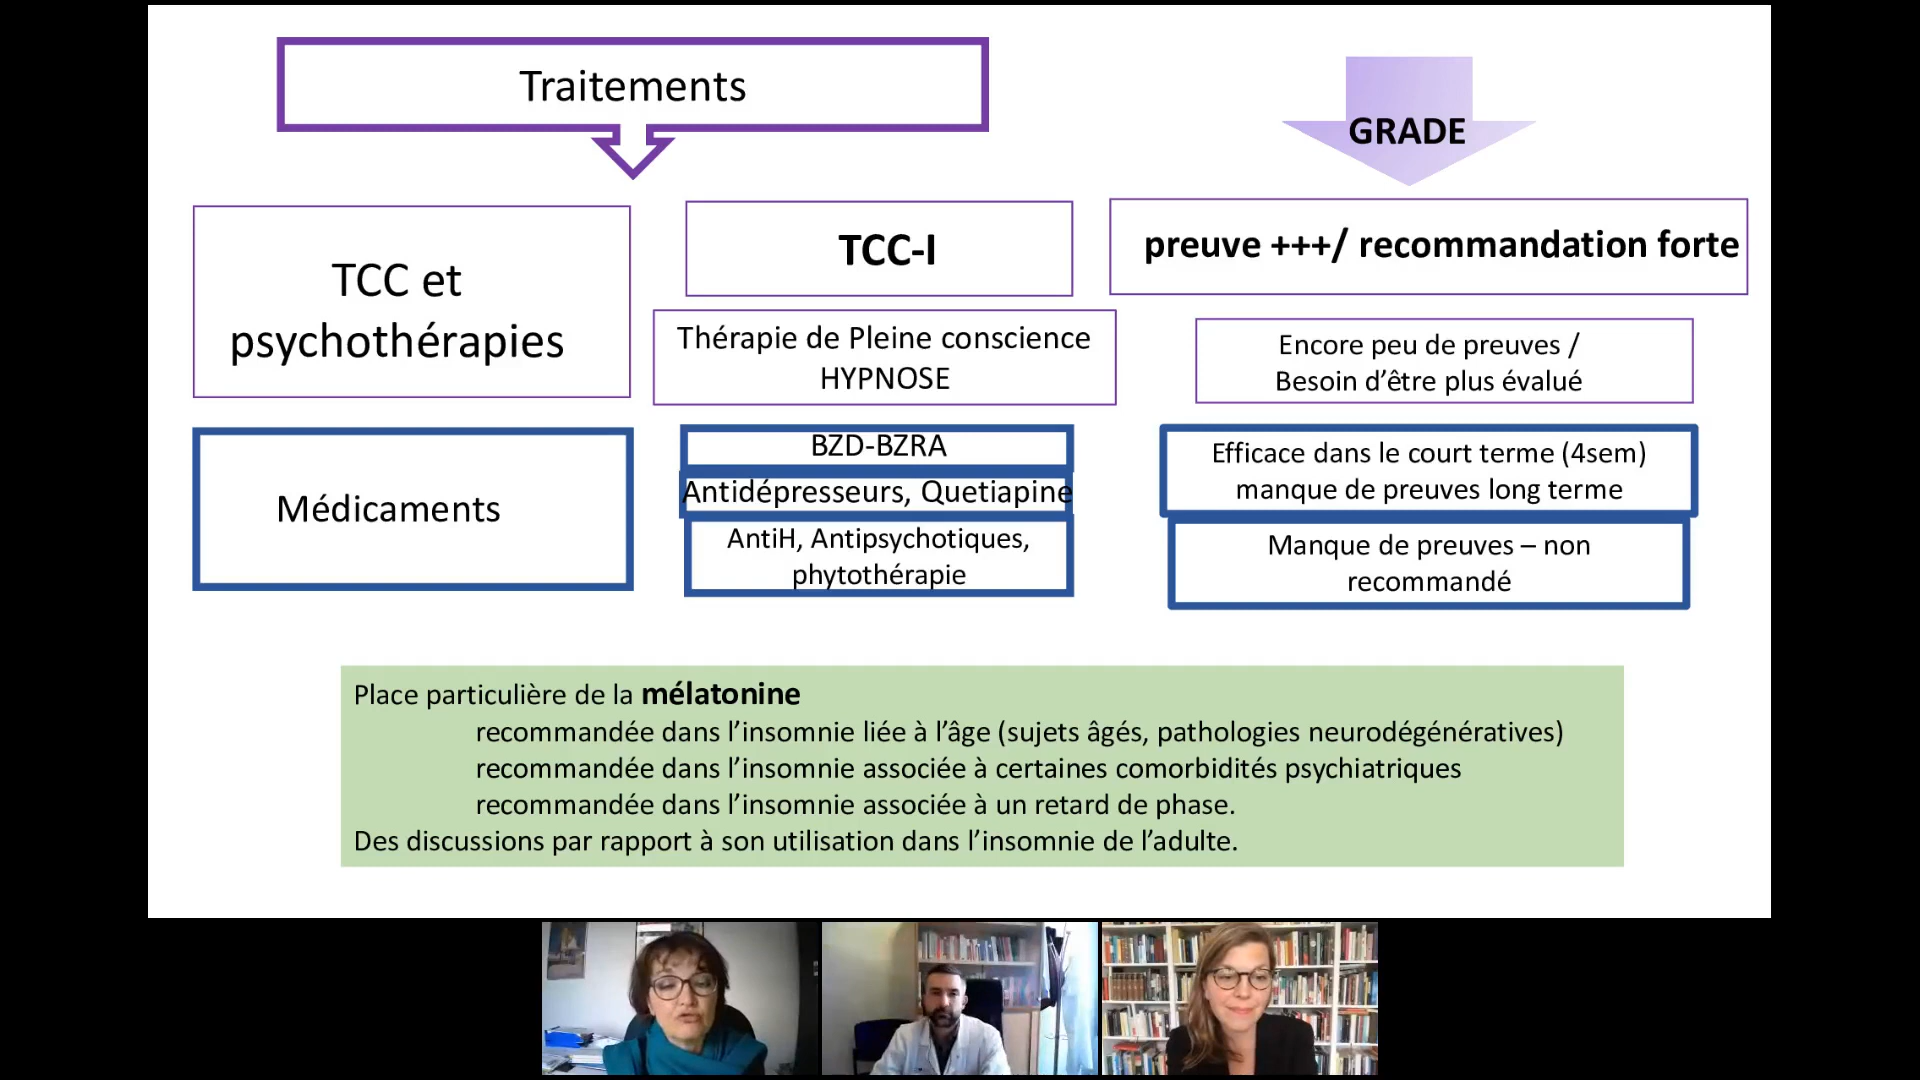 Traitements
GRADE
TCC et
psychothérapies
TCC-I
preuve +++/ recommandation forte
Thérapie de Pleine conscience
HYPNOSE
Encore peu de preuves /
Besoin d’être plus évalué
Médicaments
BZD-BZRA
Antidépresseurs, Quetiapine
AntiH, Antipsychotiques,
phytothérapie
Efficace dans le court terme (4sem)
manque de preuves long terme
Manque de preuves – non
recommandé
Place particulière de la mélatonine
recommandée dans l’insomnie liée à l’âge (sujets âgés, pathologies neurodégénératives)
recommandée dans l’insomnie associée à certaines comorbidités psychiatriques
recommandée dans l’insomnie associée à un retard de phase.
Des discussions par rapport à son utilisation dans l’insomnie de l’adulte.